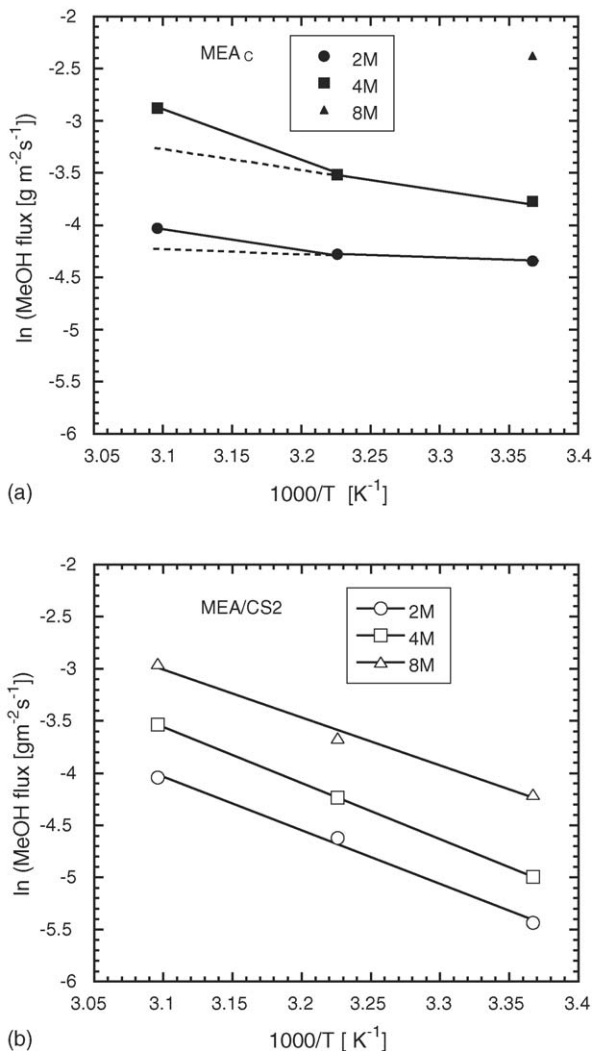 -2
-2.5
-3
-3.5
-4
-4.5
-5
-5.5
-6
ln (MeOH flux [g m⁻²s⁻¹])
MEA C
2M
4M
8M
3.05 3.1 3.15 3.2 3.25 3.3 3.35 3.4
(a) 1000/T [K⁻¹]
-2
-2.5
-3
-3.5
-4
-4.5
-5
-5.5
-6
ln (MeOH flux [gm⁻²s⁻¹])
MEA/CS2
2M
4M
8M
3.05 3.1 3.15 3.2 3.25 3.3 3.35 3.4
(b) 1000/T [ K⁻¹]